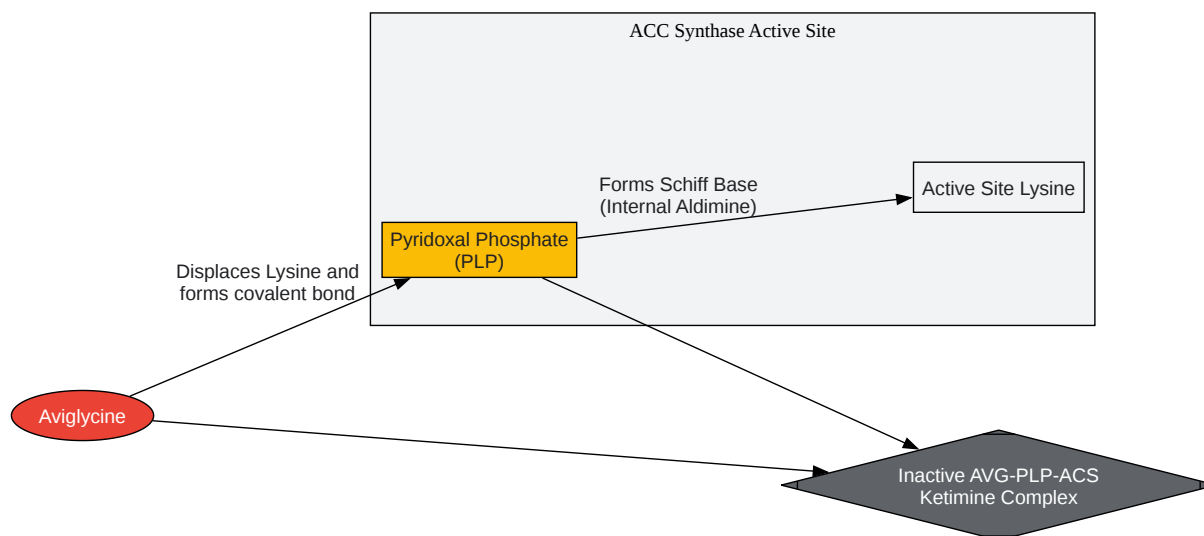 ACC Synthase Active Site
Forms Schiff Base
(Internal Aldimine)
Active Site Lysine
Pyridoxal Phosphate
(PLP)
Displaces Lysine and
forms covalent bond
Aviglycine
Inactive AVG-PLP-ACS
Ketimine Complex